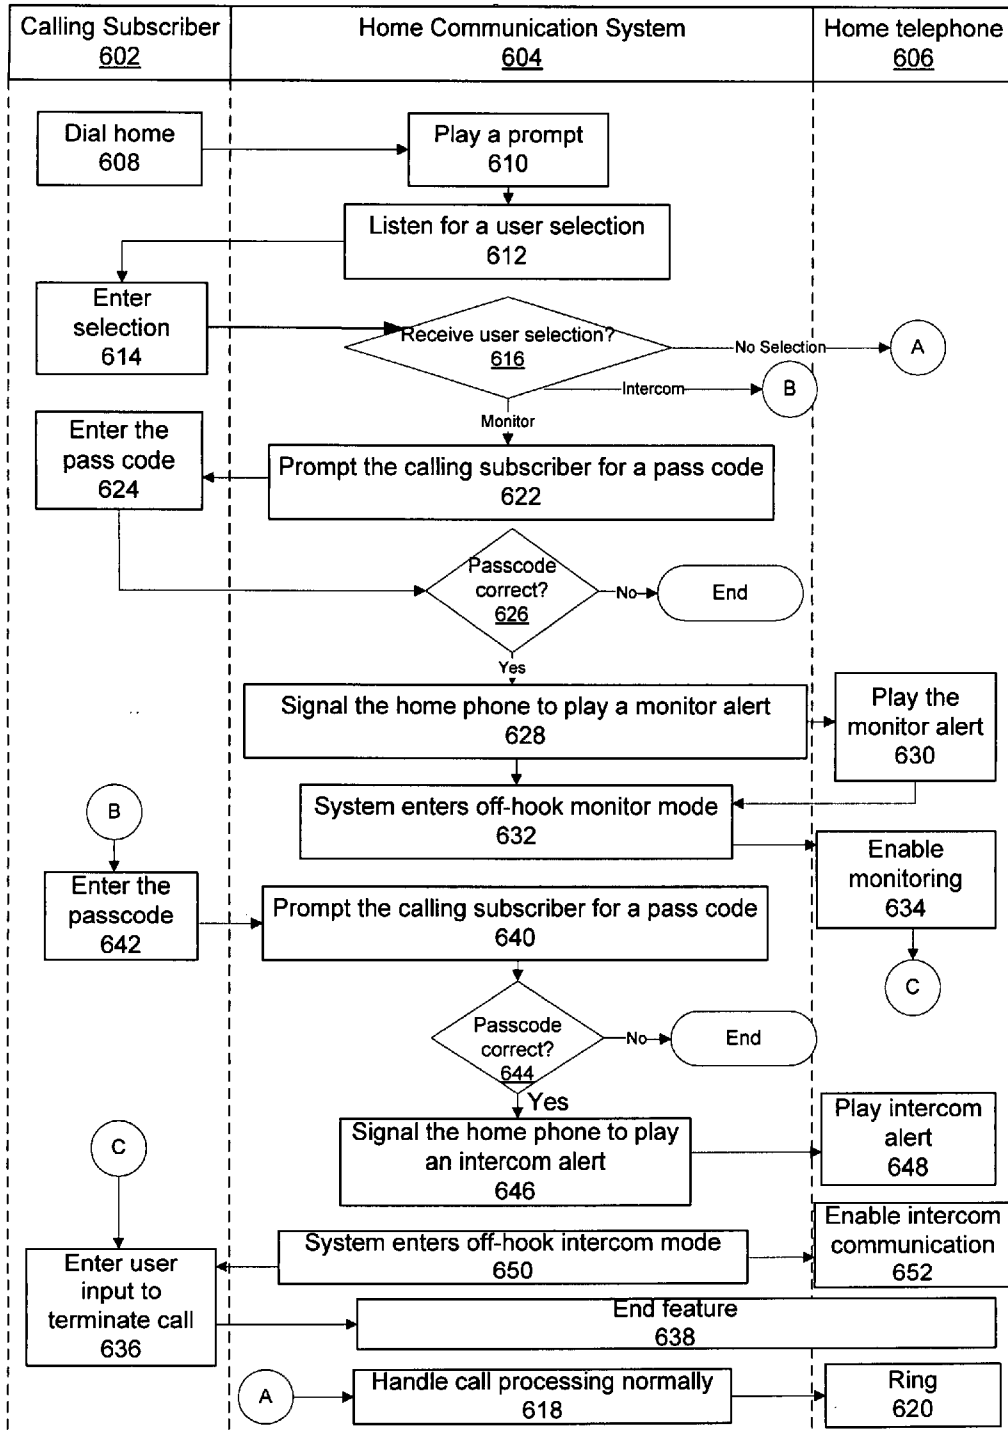 Calling Subscriber
602
Home Communication System
604
Home telephone
606
Dial home
608
Play a prompt
610
Listen for a user selection
612
Enter
selection
614
Receive user selection?
616
No Selection
A
Intercom
B
Monitor
Enter the
pass code
624
Prompt the calling subscriber for a pass code
622
Passcode
correct?
626
No
End
Yes
Signal the home phone to play a monitor alert
628
Play the
monitor alert
630
System enters off-hook monitor mode
632
B
Enable
monitoring
634
Enter the
passcode
642
Prompt the calling subscriber for a pass code
640
C
Passcode
correct?
644
No
End
Yes
Signal the home phone to play
an intercom alert
646
Play intercom
alert
648
C
System enters off-hook intercom mode
650
Enable intercom
communication
652
Enter user
input to
terminate call
636
End feature
638
A
Handle call processing normally
618
Ring
620